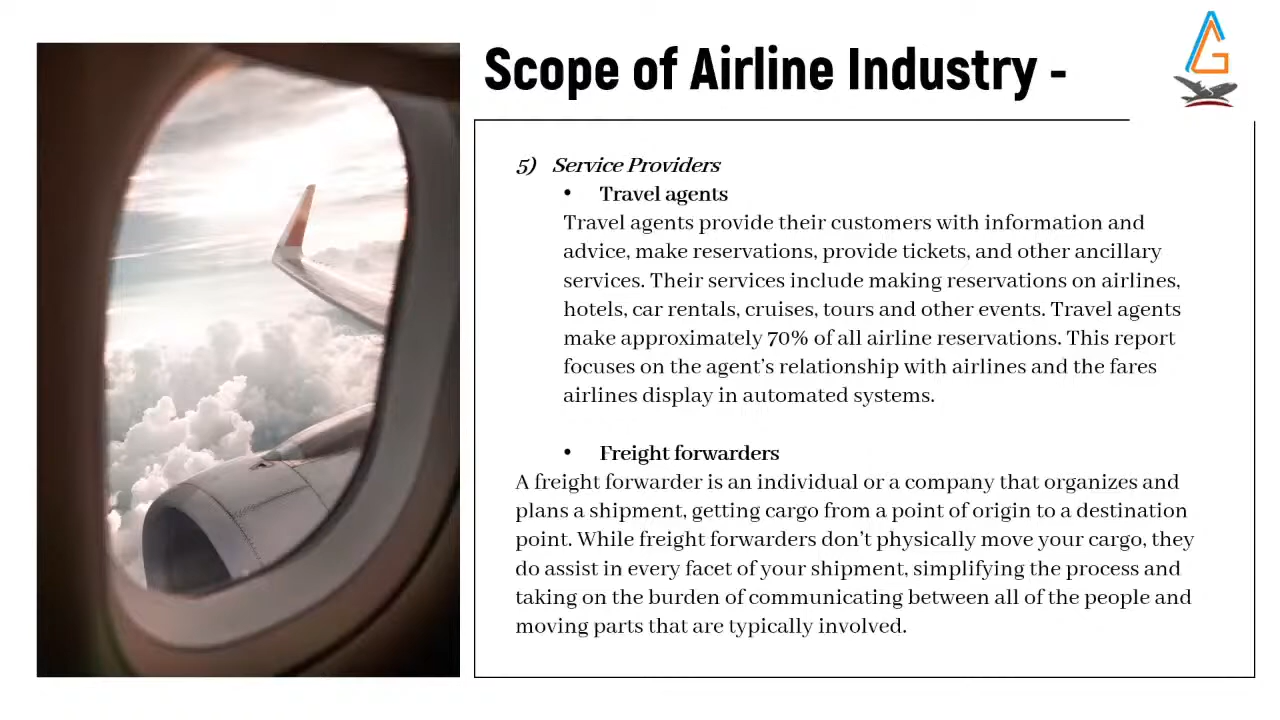 Scope of Airline Industry -
5) Service Providers
• Travel agents
Travel agents provide their customers with information and
advice, make reservations, provide tickets, and other ancillary
services. Their services include making reservations on airlines,
hotels, car rentals, cruises, tours and other events. Travel agents
make approximately 70% of all airline reservations. This report
focuses on the agent's relationship with airlines and the fares
airlines display in automated systems.
• Freight forwarders
A freight forwarder is an individual or a company that organizes and
plans a shipment, getting cargo from a point of origin to a destination
point. While freight forwarders don't physically move your cargo, they
do assist in every facet of your shipment, simplifying the process and
taking on the burden of communicating between all of the people and
moving parts that are typically involved.